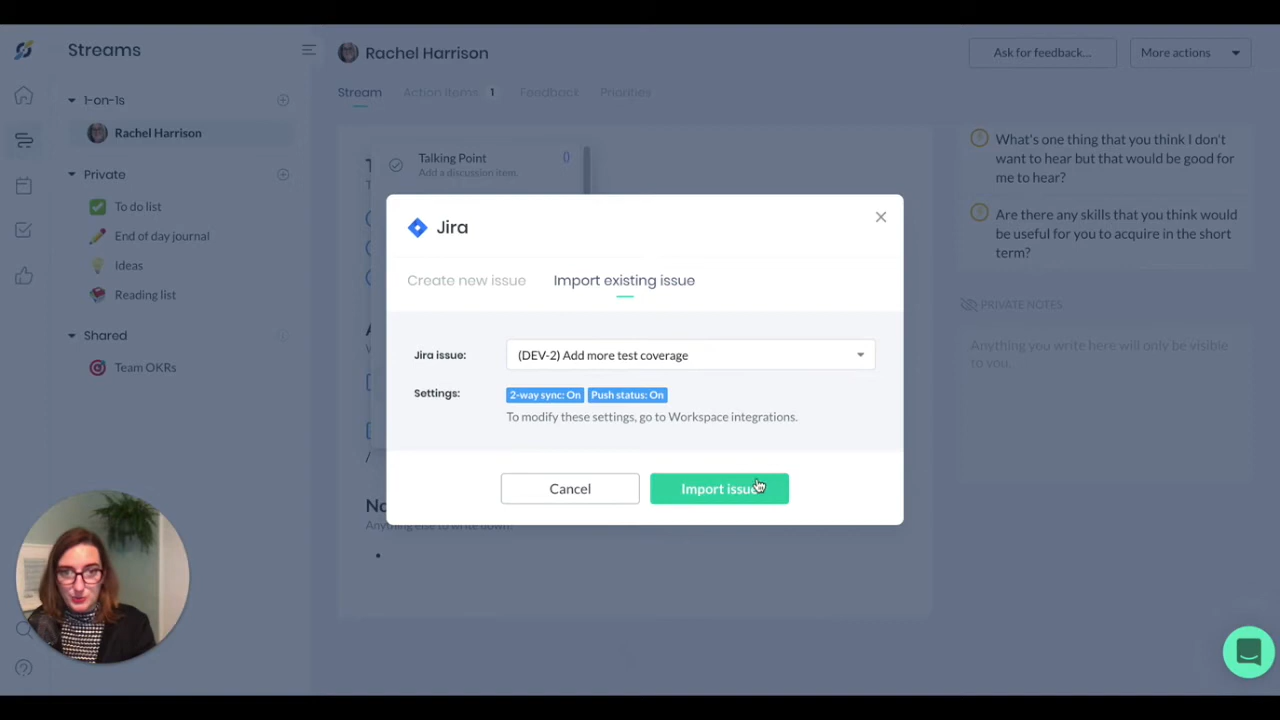 Streams
1-on-1s
Rachel Harrison
Private
To do list
End of day journal
Ideas
Reading list
Shared
Team OKRs
Rachel Harrison
Ask for feedback...
More actions
Stream
Action Items 1
Feedback
Priorities
Talking Point
Add a discussion item.
Jira
Create new issue
Import existing issue
Jira issue:
(DEV-2) Add more test coverage
Settings:
2-way sync: On
Push status: On
To modify these settings, go to Workspace integrations.
Cancel
Import issue
Anything else to write down?
What's one thing that you think I don't
want to hear but that would be good for
me to hear?
Are there any skills that you think would
be useful for you to acquire in the short
term?
PRIVATE NOTES
Anything you write here will only be visible
to you.